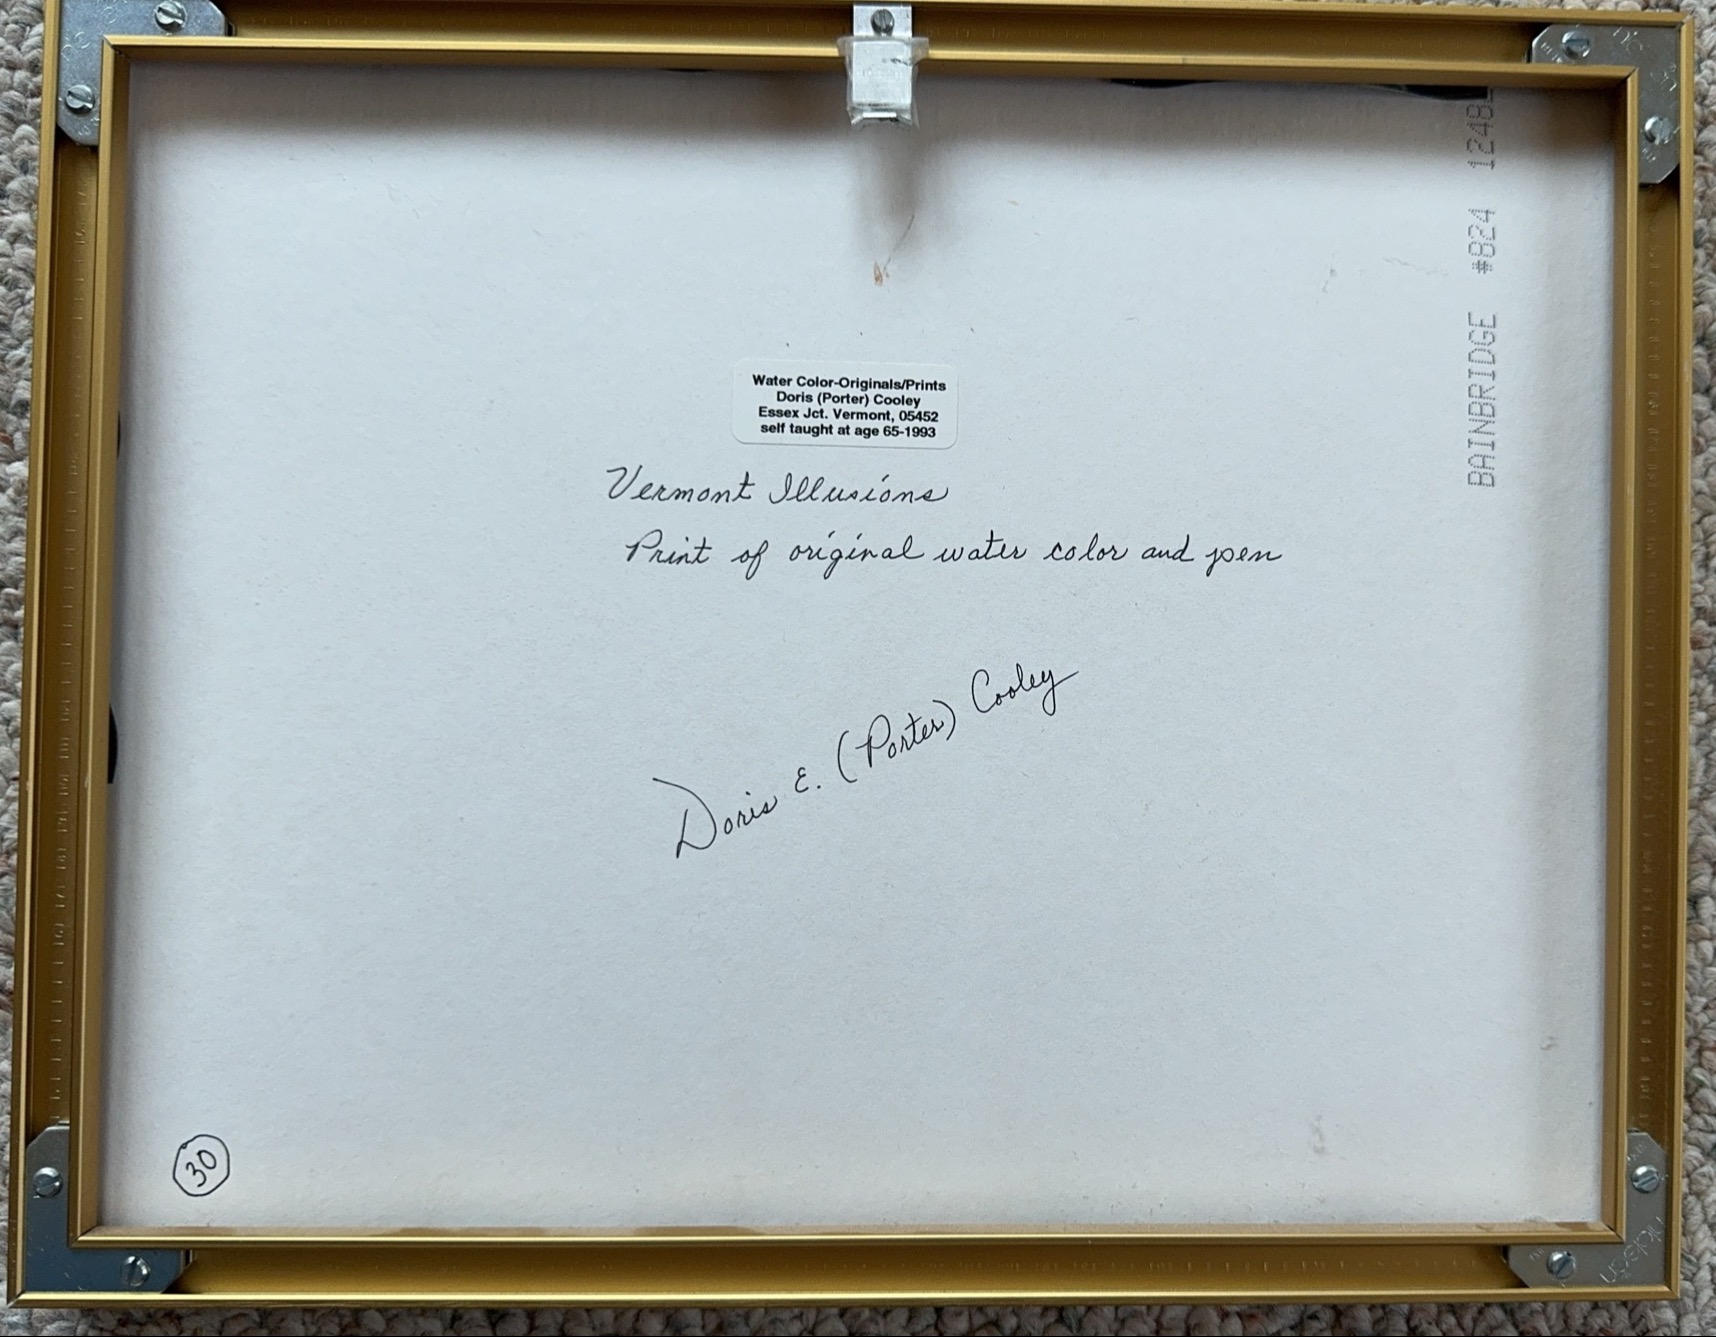 Water Color-Originals/Prints
Doris (Porter) Cooley
Essex Jct. Vermont, 05452
self taught at age 65-1993
Vermont Illusions
Print of original water color and pen
Doris E. (Porter) Cooley
30
BAINBRIDGE #824